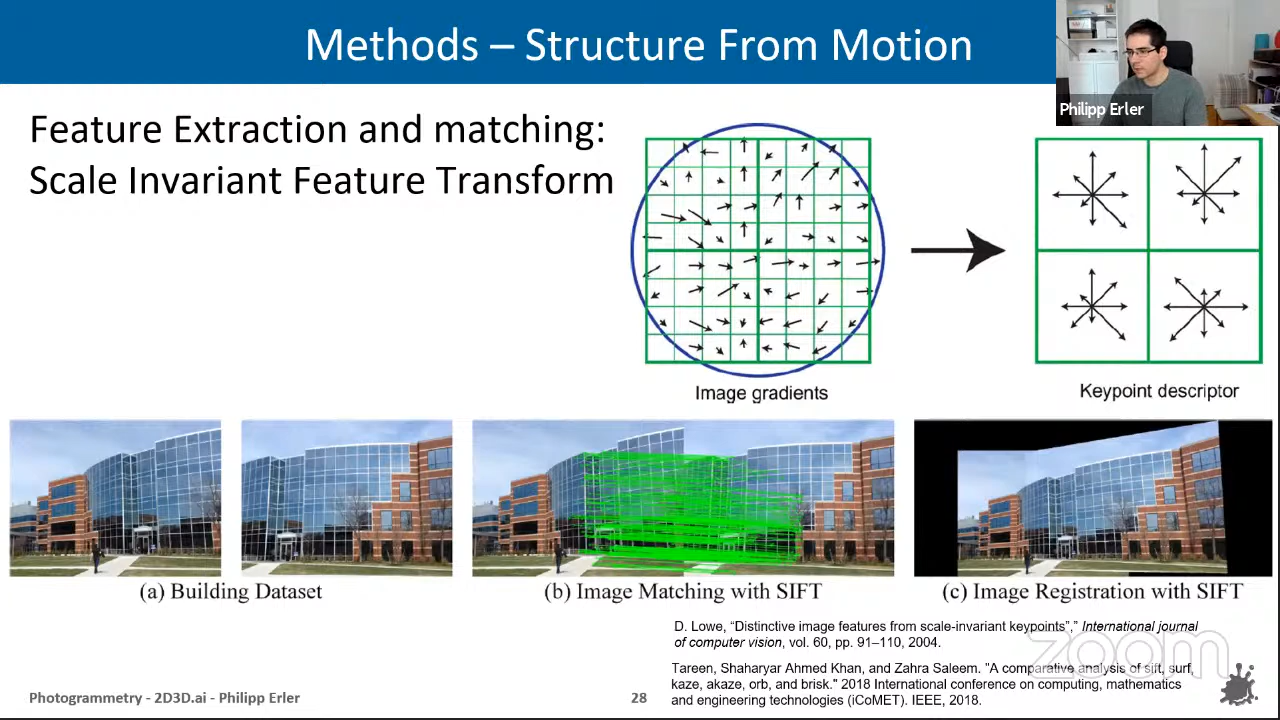 Methods – Structure From Motion
Philipp Erler
Feature Extraction and matching:
Scale Invariant Feature Transform
Image gradients
Keypoint descriptor
(a) Building Dataset
(b) Image Matching with SIFT
(c) Image Registration with SIFT
D. Lowe, “Distinctive image features from scale-invariant keypoints”,” International journal
of computer vision, vol. 60, pp. 91–110, 2004.
zoom
Tareen, Shaharyar Ahmed Khan, and Zahra Saleem. "A comparative analysis of sift, surf,
kaze, akaze, orb, and brisk." 2018 International conference on computing, mathematics
and engineering technologies (iCoMET). IEEE, 2018.
Photogrammetry - 2D3D.ai - Philipp Erler
28